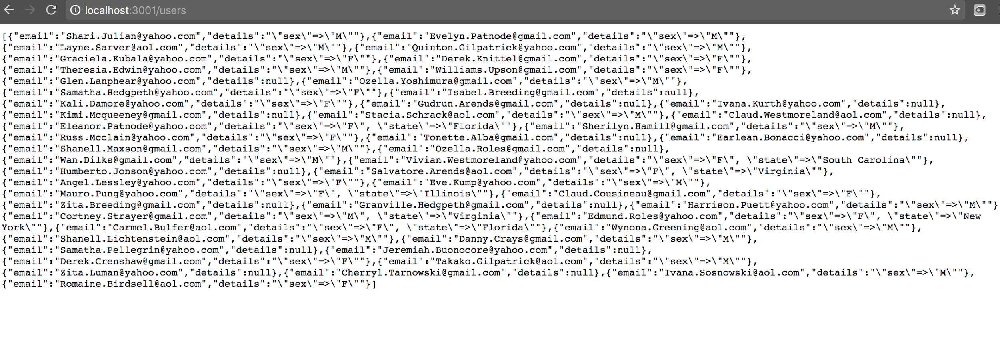 localhost:3001/users
[{"email":"Shari.Julian@yahoo.com","details":"\"sex\"=>\"M\""},{"email":"Evelyn.Patnode@gmail.com","details":"\"sex\"=>\"M\""},
{"email":"Layne.Sarver@aol.com","details":"\"sex\"=>\"M\""},{"email":"Quinton.Gilpatrick@yahoo.com","details":"\"sex\"=>\"M\""},
{"email":"Graciela.Kubala@yahoo.com","details":"\"sex\"=>\"F\""},{"email":"Derek.Knittel@gmail.com","details":"\"sex\"=>\"F\""},
{"email":"Theresia.Edwin@yahoo.com","details":"\"sex\"=>\"M\""},{"email":"Williams.Upson@gmail.com","details":"\"sex\"=>\"F\""},
{"email":"Glen.Lanphear@yahoo.com","details":null},{"email":"Ozella.Yoshimura@gmail.com","details":"\"sex\"=>\"M\""},
{"email":"Samatha.Hedgpeth@yahoo.com","details":"\"sex\"=>\"F\""},{"email":"Isabel.Breeding@gmail.com","details":null},
{"email":"Kali.Damore@yahoo.com","details":"\"sex\"=>\"F\""},{"email":"Gudrun.Arends@gmail.com","details":null},{"email":"Ivana.Kurth@yahoo.com","details":null},
{"email":"Kimi.Mcqueeney@gmail.com","details":null},{"email":"Stacia.Schrack@aol.com","details":"\"sex\"=>\"M\""},{"email":"Claud.Westmoreland@aol.com","details":null},
{"email":"Eleanor.Patnode@yahoo.com","details":"\"sex\"=>\"F\", \"state\"=>\"Florida\""},{"email":"Sherilyn.Hamill@gmail.com","details":"\"sex\"=>\"M\""},
{"email":"Russ.Mcclain@yahoo.com","details":"\"sex\"=>\"F\""},{"email":"Tonette.Alba@gmail.com","details":null},{"email":"Earlean.Bonacci@yahoo.com","details":null},
{"email":"Shanell.Maxson@gmail.com","details":"\"sex\"=>\"M\""},{"email":"Ozella.Roles@gmail.com","details":null},
{"email":"Wan.Dilks@gmail.com","details":"\"sex\"=>\"M\""},{"email":"Vivian.Westmoreland@yahoo.com","details":"\"sex\"=>\"F\", \"state\"=>\"South Carolina\""},
{"email":"Humberto.Jonson@yahoo.com","details":null},{"email":"Salvatore.Arends@aol.com","details":"\"sex\"=>\"F\", \"state\"=>\"Virginia\""},
{"email":"Angel.Lessley@yahoo.com","details":"\"sex\"=>\"F\""},{"email":"Eve.Kump@yahoo.com","details":"\"sex\"=>\"M\""},
{"email":"Mauro.Pung@yahoo.com","details":"\"sex\"=>\"F\", \"state\"=>\"Illinois\""},{"email":"Claud.Cousineau@gmail.com","details":"\"sex\"=>\"F\""},
{"email":"Zita.Breeding@gmail.com","details":null},{"email":"Granville.Hedgpeth@gmail.com","details":null},{"email":"Harrison.Puett@yahoo.com","details":"\"sex\"=>\"M\""}
{"email":"Cortney.Strayer@gmail.com","details":"\"sex\"=>\"M\", \"state\"=>\"Virginia\""},{"email":"Edmund.Roles@yahoo.com","details":"\"sex\"=>\"F\", \"state\"=>\"New
York\""},{"email":"Carmel.Bulfer@aol.com","details":"\"sex\"=>\"F\", \"state\"=>\"Florida\""},{"email":"Wynona.Greening@aol.com","details":"\"sex\"=>\"M\""},
{"email":"Shanell.Lichtenstein@aol.com","details":"\"sex\"=>\"M\""},{"email":"Danny.Crays@gmail.com","details":"\"sex\"=>\"M\""},
{"email":"Samatha.Pellegrin@yahoo.com","details":null},{"email":"Jeremiah.Buonocore@yahoo.com","details":null},
{"email":"Derek.Crenshaw@gmail.com","details":"\"sex\"=>\"F\""},{"email":"Takako.Gilpatrick@aol.com","details":"\"sex\"=>\"M\""},
{"email":"Zita.Luman@yahoo.com","details":null},{"email":"Cherryl.Tarnowski@gmail.com","details":null},{"email":"Ivana.Sosnowski@aol.com","details":"\"sex\"=>\"M\""},
{"email":"Romaine.Birdsell@aol.com","details":"\"sex\"=>\"F\""}]